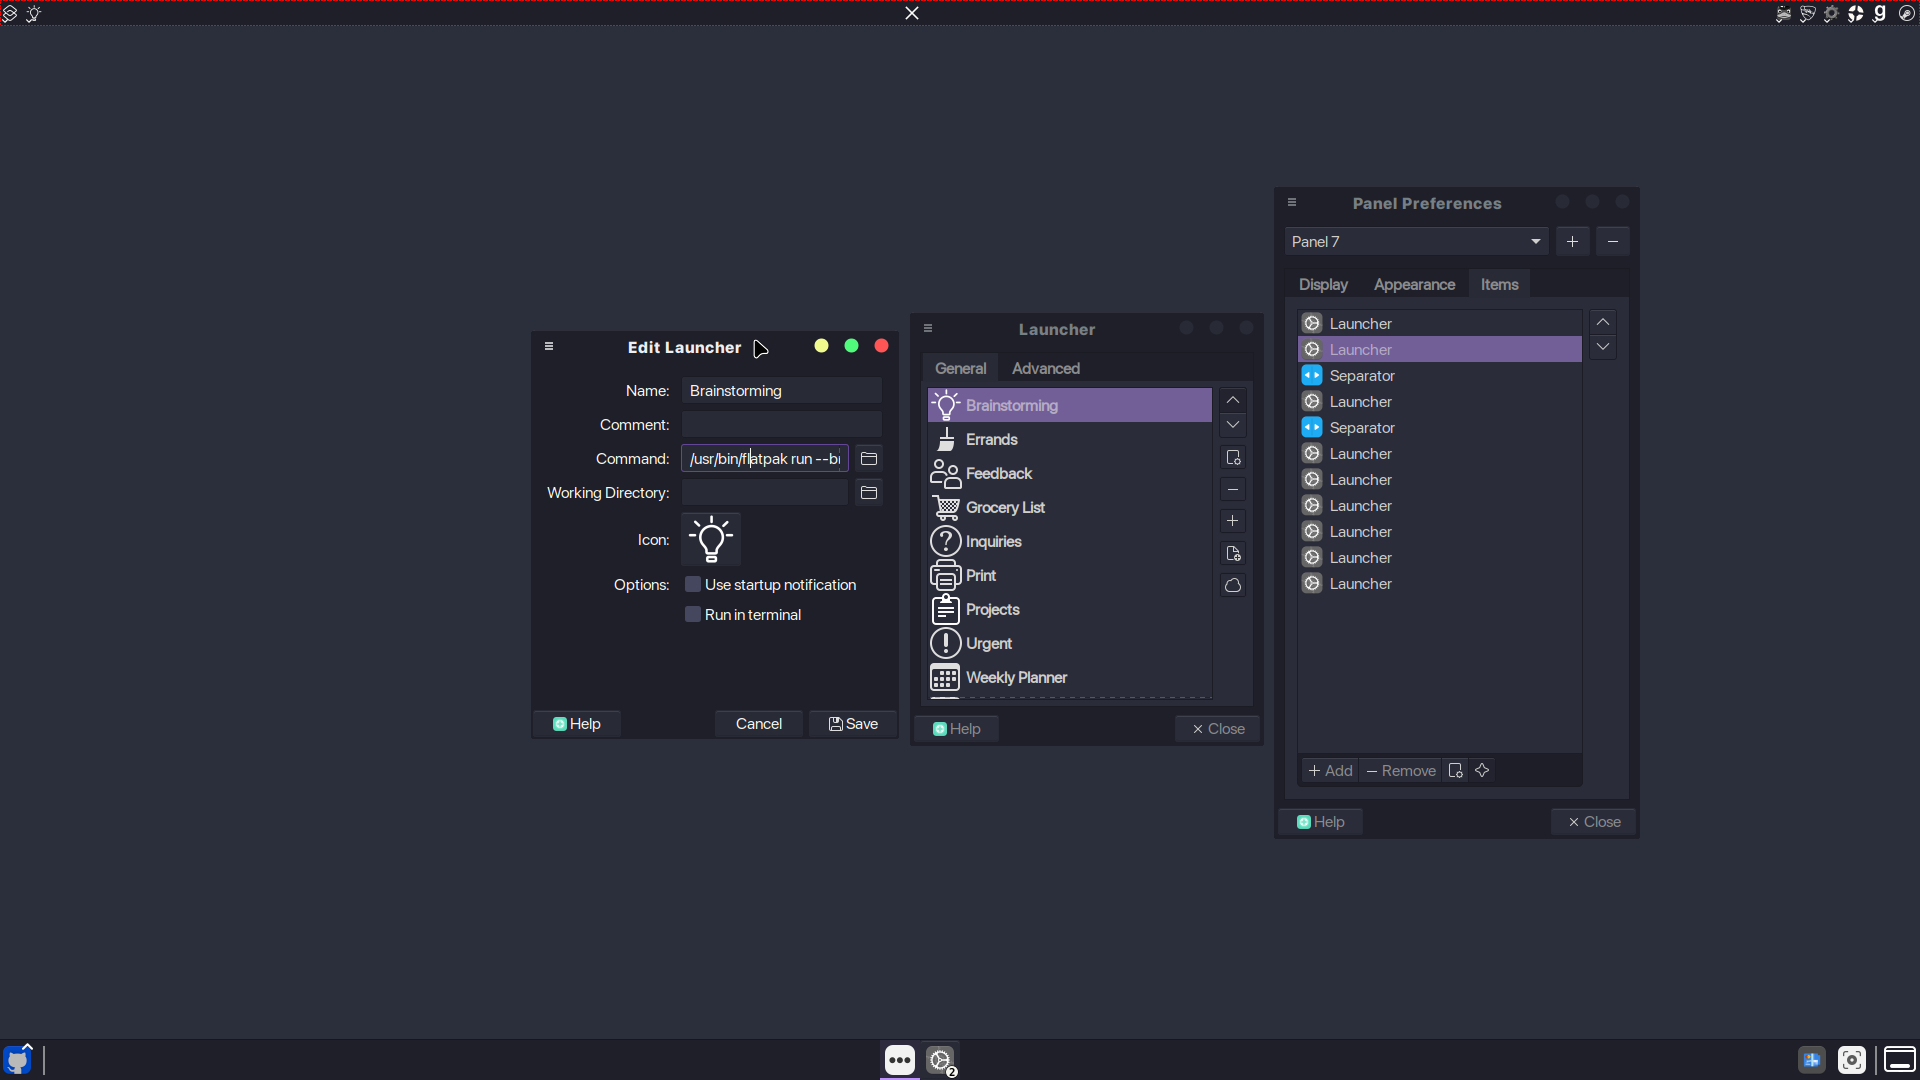 g
Panel Preferences
Panel 7
Display Appearance Items
Launcher
Launcher
Separator
Launcher
Separator
Launcher
Launcher
Launcher
Launcher
Launcher
Launcher
Add Remove
Help Close
Launcher
General Advanced
Brainstorming
Errands
Feedback
Grocery List
Inquiries
Print
Projects
Urgent
Weekly Planner
Help Close
Edit Launcher
Name: Brainstorming
Comment:
Command: /usr/bin/flatpak run --b
Working Directory:
Icon:
Options: Use startup notification
Run in terminal
Help Cancel Save
2